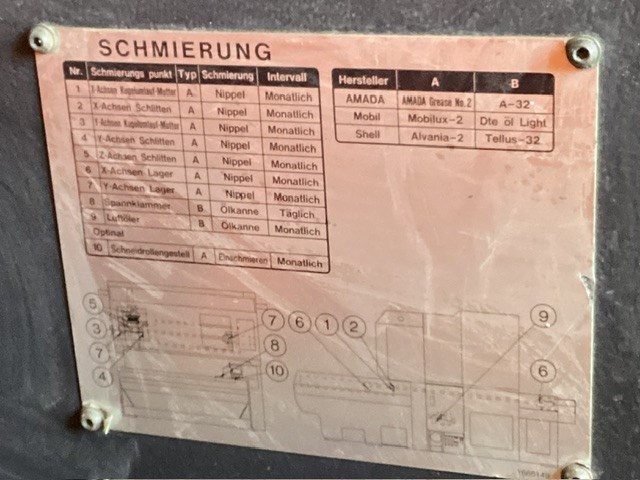 SCHMIERUNG
Nr. Schmierungs punkt Typ Schmierung Intervall
1 X-Achsen Kugelumlauf-Mutter A Nippel Monatlich
2 X-Achsen Schlitten A Nippel Monatlich
3 Y-Achsen Kugelumlauf-Mutter A Nippel Monatlich
4 Y-Achsen Schlitten A Nippel Monatlich
5 Z-Achsen Schlitten A Nippel Monatlich
6 X-Achsen Lager A Nippel Monatlich
7 Y-Achsen Lager A Nippel Monatlich
8 Spannklammer B Ölkanne Täglich
9 Luftöler B Ölkanne Monatlich
Optional
10 Schneidrollengestell A Einschmieren Monatlich
Hersteller A B
AMADA AMADA Grease No.2 A-32
Mobil Mobilux-2 Dte öl Light
Shell Alvania-2 Tellus-32
5
3
7
4
7 6 1 2
8
10
9
6